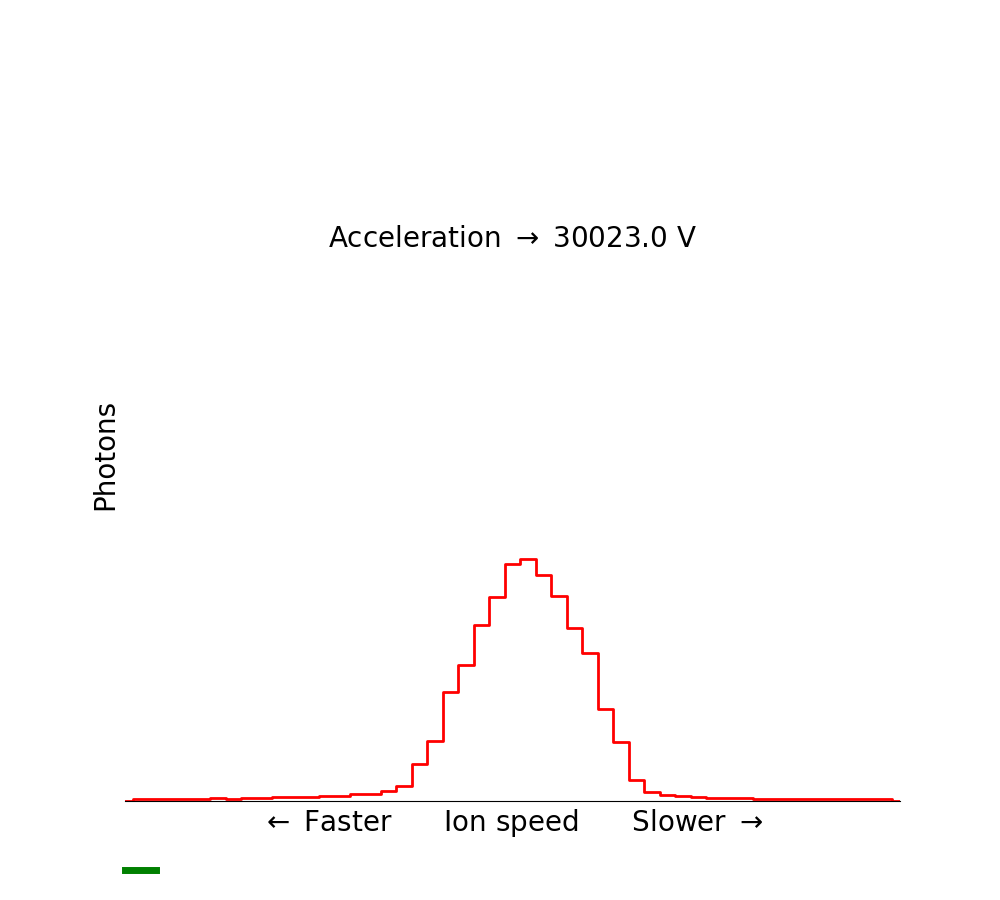 Acceleration → 30023.0 V
Photons
← Faster Ion speed Slower →